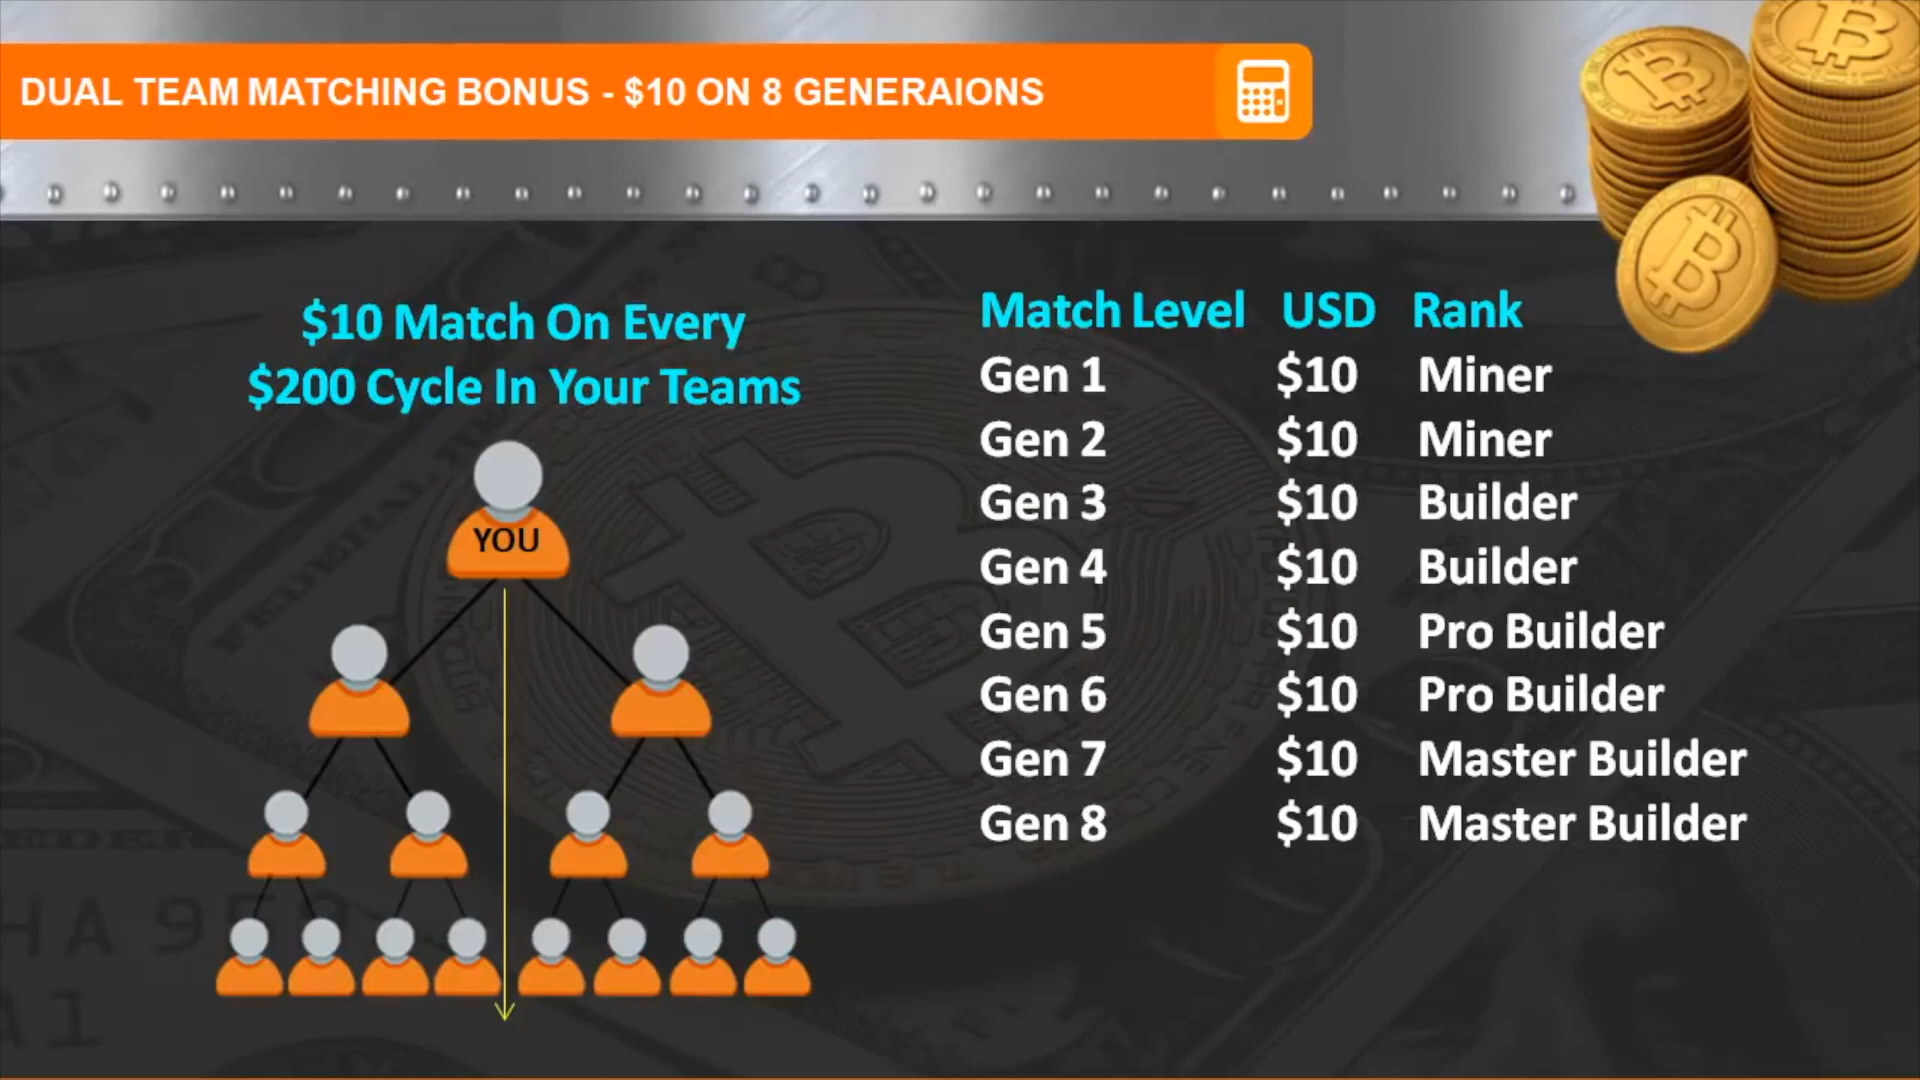 DUAL TEAM MATCHING BONUS - $10 ON 8 GENERAIONS
$10 Match On Every
$200 Cycle In Your Teams
YOU
Match Level USD Rank
Gen 1 $10 Miner
Gen 2 $10 Miner
Gen 3 $10 Builder
Gen 4 $10 Builder
Gen 5 $10 Pro Builder
Gen 6 $10 Pro Builder
Gen 7 $10 Master Builder
Gen 8 $10 Master Builder